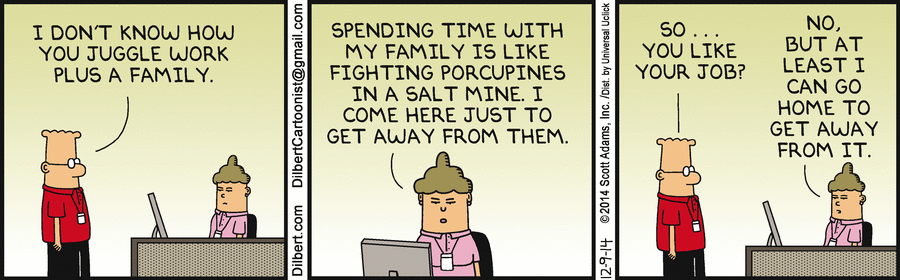 I DON'T KNOW HOW
YOU JUGGLE WORK
PLUS A FAMILY.
DilbertCartoonist@gmail.com
Dilbert.com
SPENDING TIME WITH
MY FAMILY IS LIKE
FIGHTING PORCUPINES
IN A SALT MINE. I
COME HERE JUST TO
GET AWAY FROM THEM.
12-9-14 ©2014 Scott Adams, Inc. /Dist. by Universal Uclick
SO ...
YOU LIKE
YOUR JOB?
NO,
BUT AT
LEAST I
CAN GO
HOME TO
GET AWAY
FROM IT.